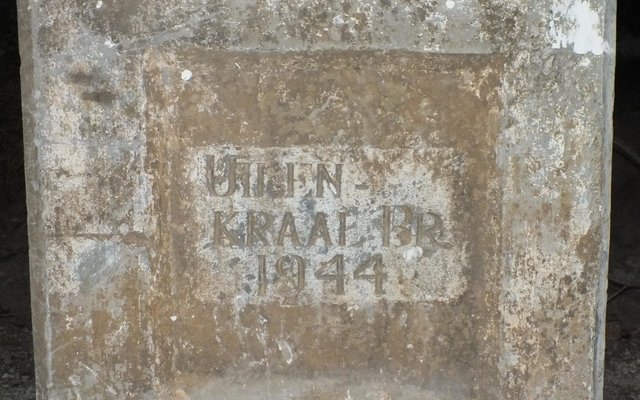 UILEN-
KRAAL BR.
1944